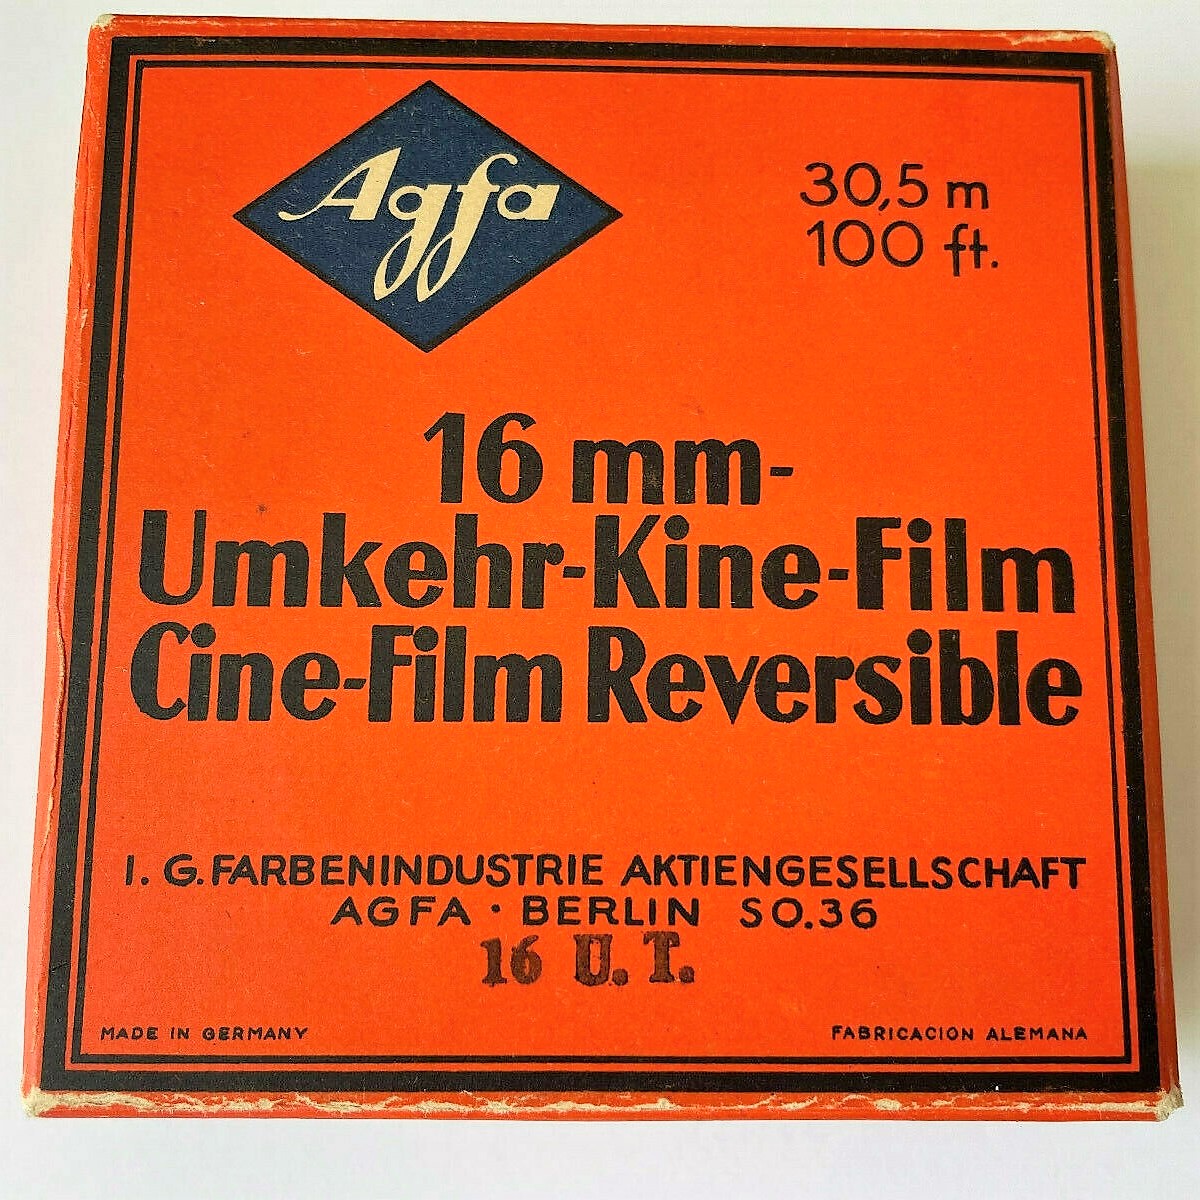 Agfa
30,5 m
100 ft.
16 mm-
Umkehr-Kine-Film
Cine-Film Reversible
I. G. FARBENINDUSTRIE AKTIENGESELLSCHAFT
AGFA · BERLIN SO.36
16 U.T.
MADE IN GERMANY
FABRICACION ALEMANA